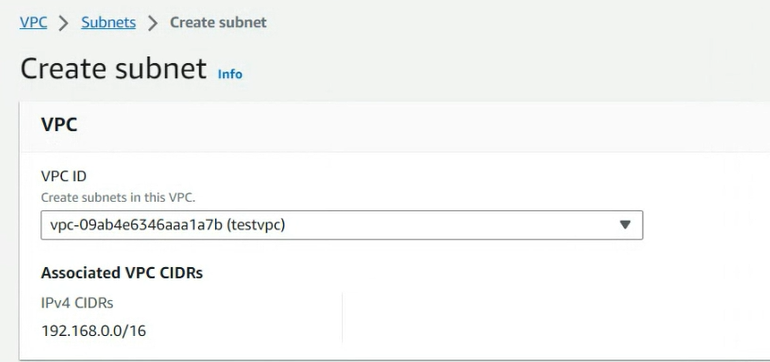 VPC > Subnets > Create subnet
Create subnet Info
VPC
VPC ID
Create subnets in this VPC.
vpc-09ab4e6346aaa1a7b (testvpc)
Associated VPC CIDRs
IPv4 CIDRs
192.168.0.0/16